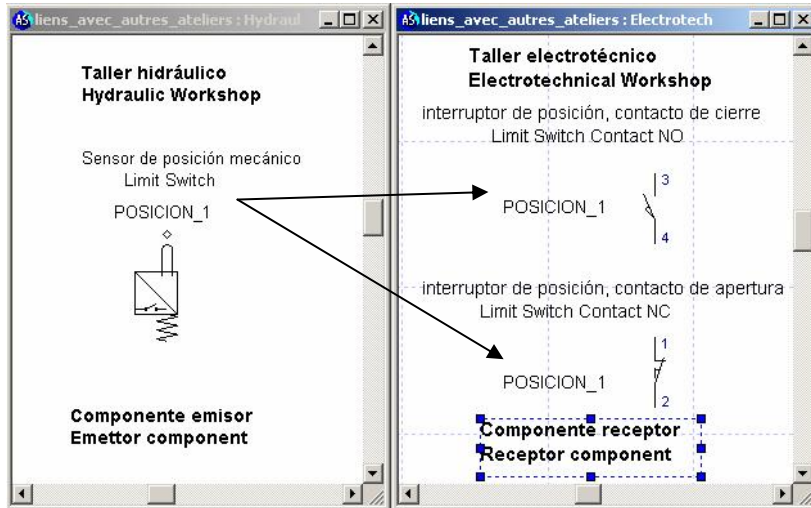 liens_avec_autres_ateliers : Hydraul
Taller hidráulico
Hydraulic Workshop
Sensor de posición mecánico
Limit Switch
POSICION_1
Componente emisor
Emettor component
liens_avec_autres_ateliers : Electrotech
Taller electrotécnico
Electrotechnical Workshop
interruptor de posición, contacto de cierre
Limit Switch Contact NO
3
POSICION_1
4
interruptor de posición, contacto de apertura
Limit Switch Contact NC
1
POSICION_1
2
Componente receptor
Receptor component